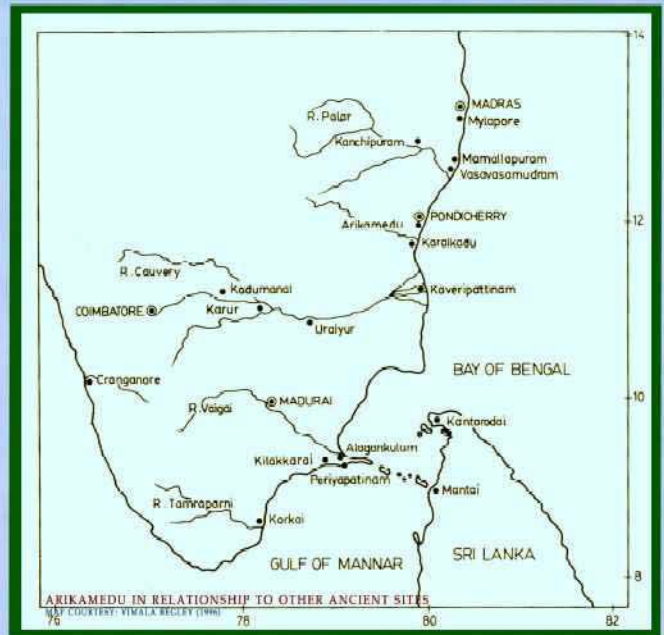 14
MADRAS
R. Palar
Mylapore
Kanchipuram
Mamallapuram
Vasavasamudram
PONDICHERRY
12
Arikamedu
Karaikadu
R. Cauvery
Kodumanal
Kaveripattinam
COIMBATORE
Karur
Uraiyur
BAY OF BENGAL
Cranganore
10
MADURAI
R. Vaigai
Kantarodai
Alagankulam
Kilakkarai
Periyapatinam
Mantai
R. Tamraparni
Korkai
GULF OF MANNAR
SRI LANKA
8
ARIKAMEDU IN RELATIONSHIP TO OTHER ANCIENT SITES
MAP COURTESY: VIMALA BEGLEY (1996)
76
78
80
82